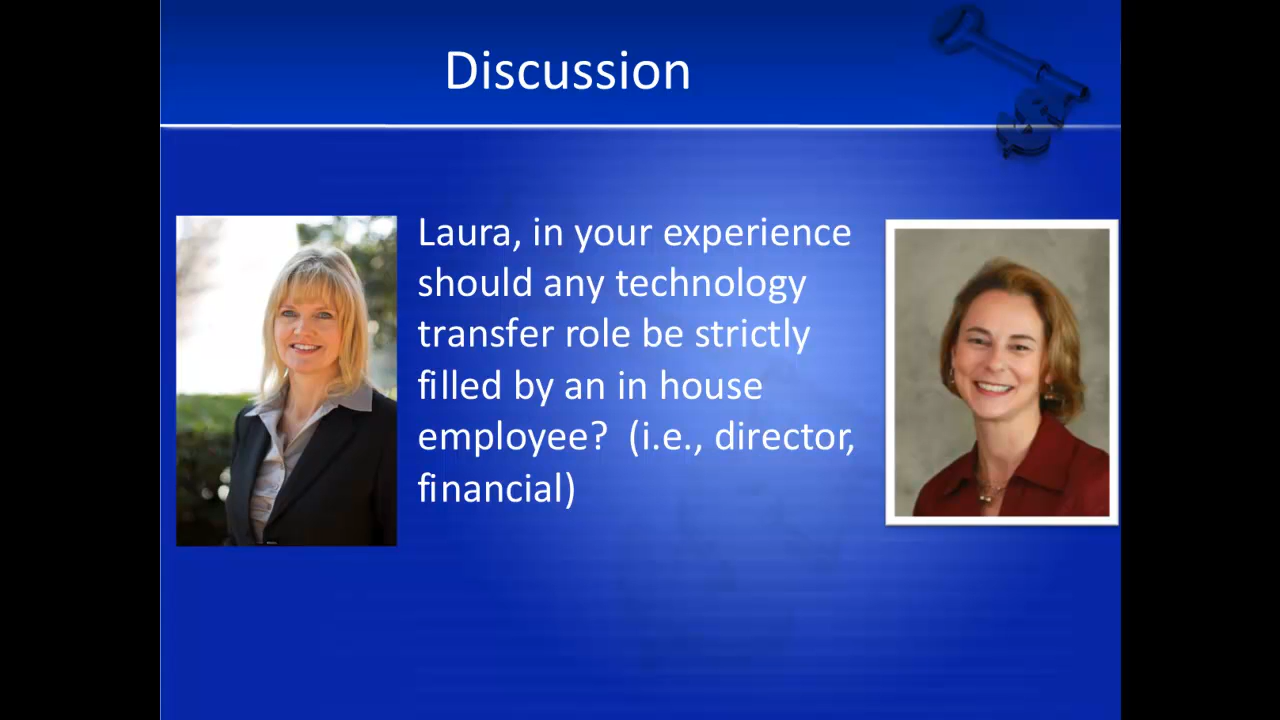 Discussion
Laura, in your experience
should any technology
transfer role be strictly
filled by an in house
employee?  (i.e., director,
financial)